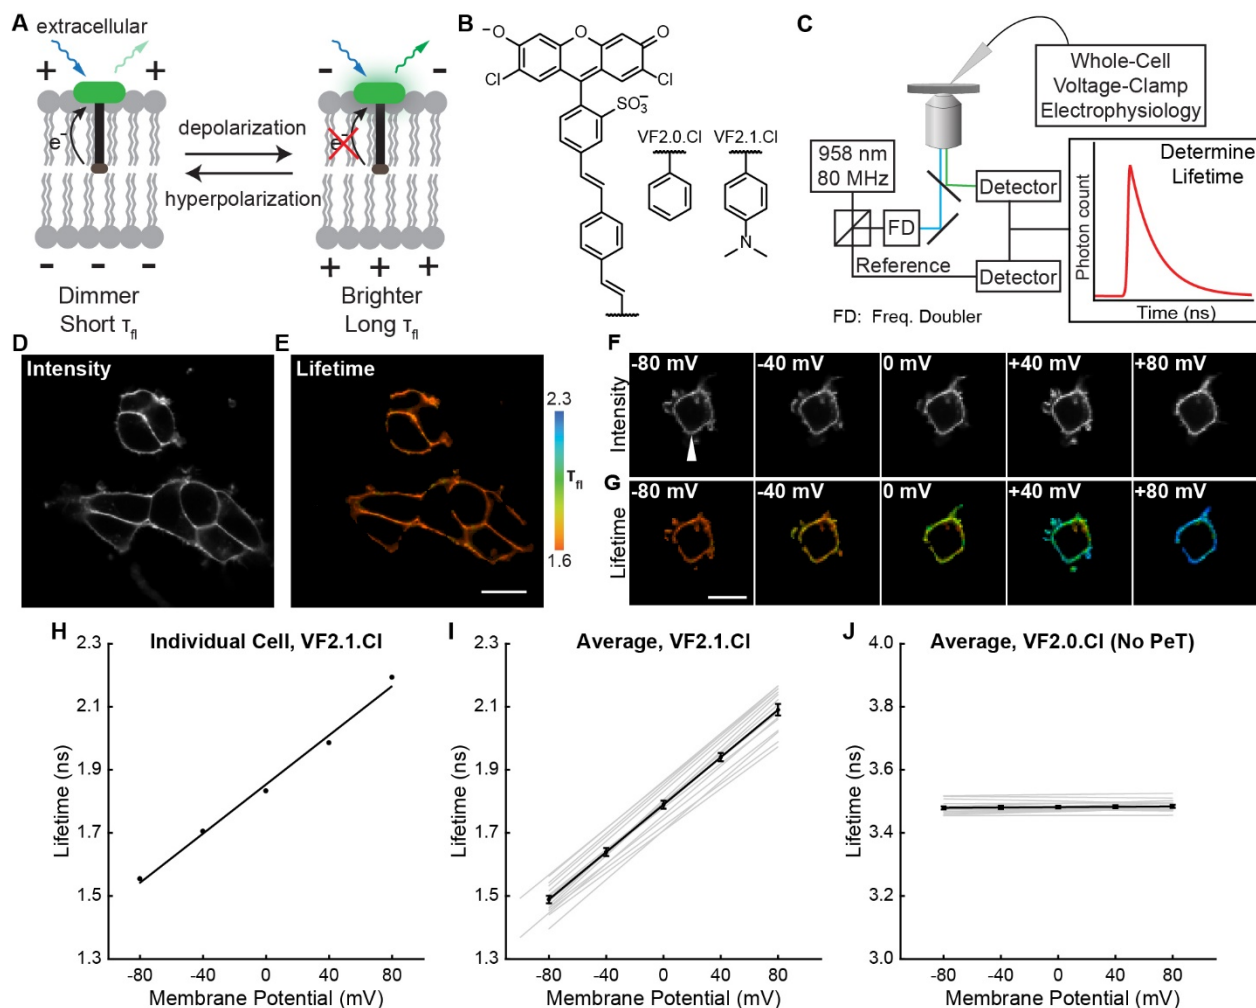 A
extracellular
+ +
- -
e⁻
e⁻
depolarization
hyperpolarization
- - -
+ + +
Dimmer
Short τfl
Brighter
Long τfl
B
⁻O
O
O
Cl
Cl
SO₃⁻
VF2.0.Cl
VF2.1.Cl
N
C
Whole-Cell
Voltage-Clamp
Electrophysiology
958 nm
80 MHz
FD
Detector
Reference
Detector
Determine
Lifetime
Photon count
Time (ns)
FD: Freq. Doubler
D
Intensity
E
Lifetime
2.3
τfl
1.6
F
Intensity
-80 mV
-40 mV
0 mV
+40 mV
+80 mV
G
Lifetime
-80 mV
-40 mV
0 mV
+40 mV
+80 mV
H
Individual Cell, VF2.1.Cl
Lifetime (ns)
2.3
2.1
1.9
1.7
1.5
1.3
-80 -40 0 40 80
Membrane Potential (mV)
I
Average, VF2.1.Cl
Lifetime (ns)
2.3
2.1
1.9
1.7
1.5
1.3
-80 -40 0 40 80
Membrane Potential (mV)
J
Average, VF2.0.Cl (No PeT)
Lifetime (ns)
4.0
3.8
3.6
3.4
3.2
3.0
-80 -40 0 40 80
Membrane Potential (mV)